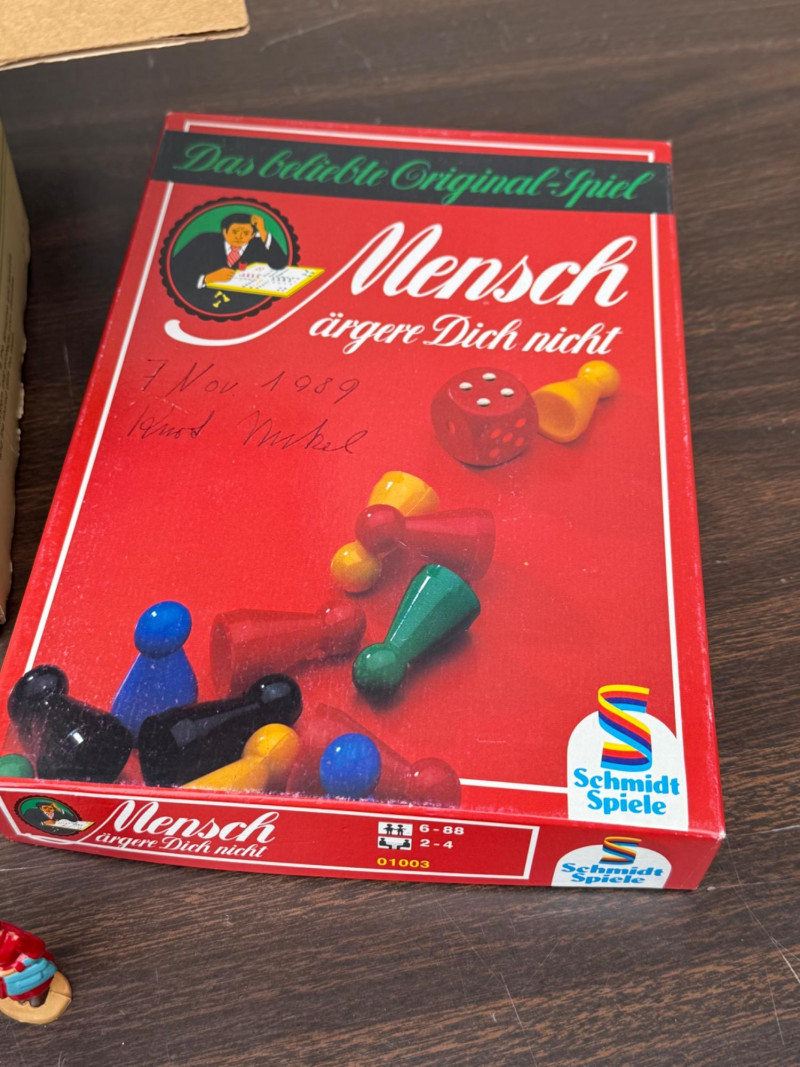 Das beliebte Original-Spiel
Mensch
ärgere Dich nicht
7 Nov. 1989
Schmidt
Spiele
Mensch
ärgere Dich nicht
6-88
2-4
01003
Schmidt
Spiele